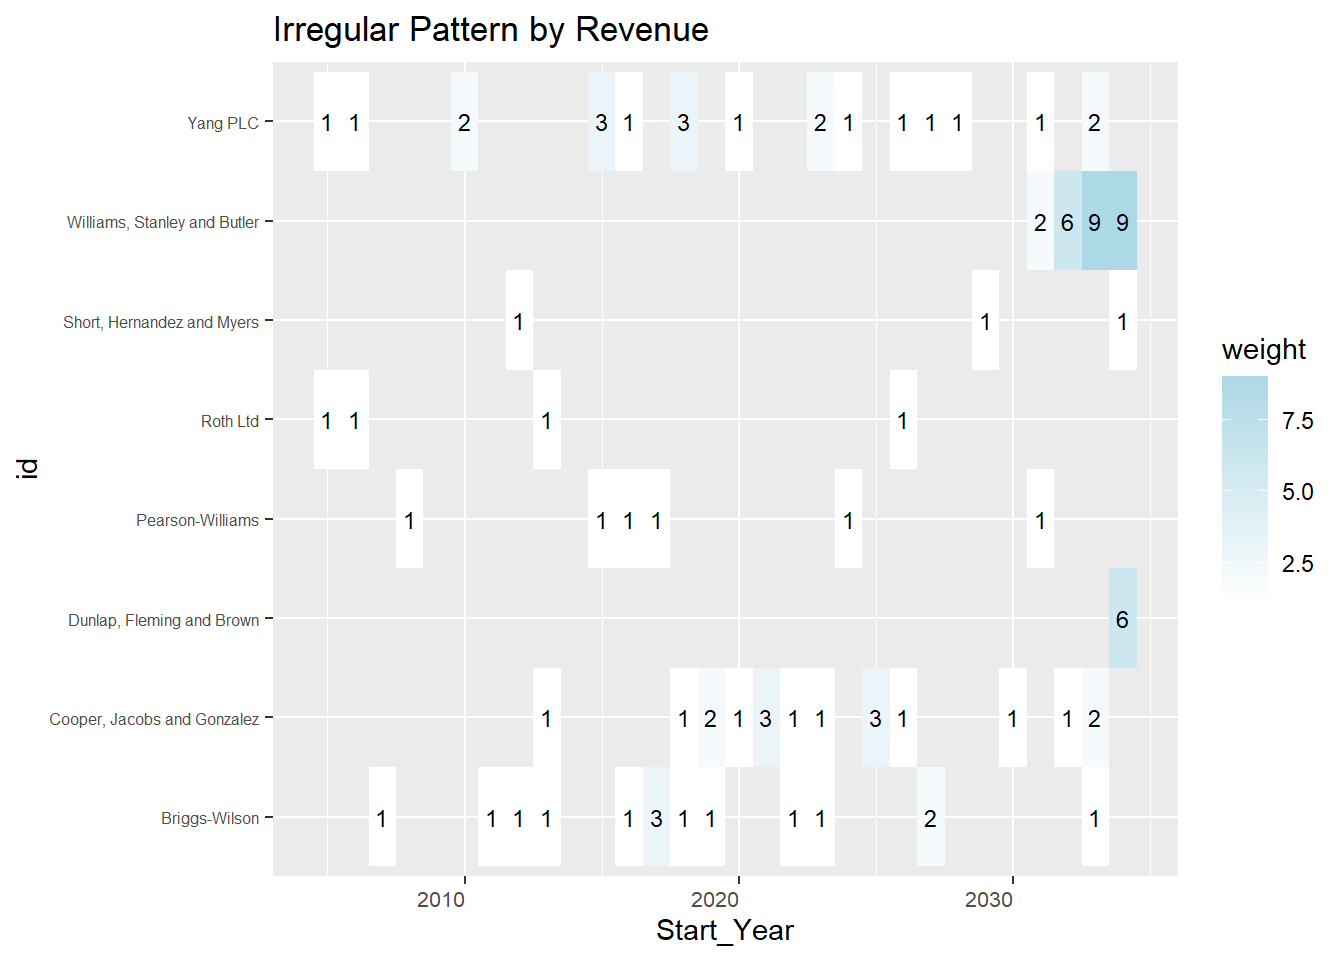 Irregular Pattern by Revenue
Yang PLC 1 1 2 3 1 3 1 2 1 1 1 1 1 2
Williams, Stanley and Butler 2 6 9 9
Short, Hernandez and Myers 1 1 1
Roth Ltd 1 1 1 1
Pearson-Williams 1 1 1 1 1 1
Dunlap, Fleming and Brown 6
Cooper, Jacobs and Gonzalez 1 1 2 1 3 1 1 3 1 1 1 2
Briggs-Wilson 1 1 1 1 1 3 1 1 1 1 2 1
id
2010 2020 2030
Start_Year
weight
7.5
5.0
2.5